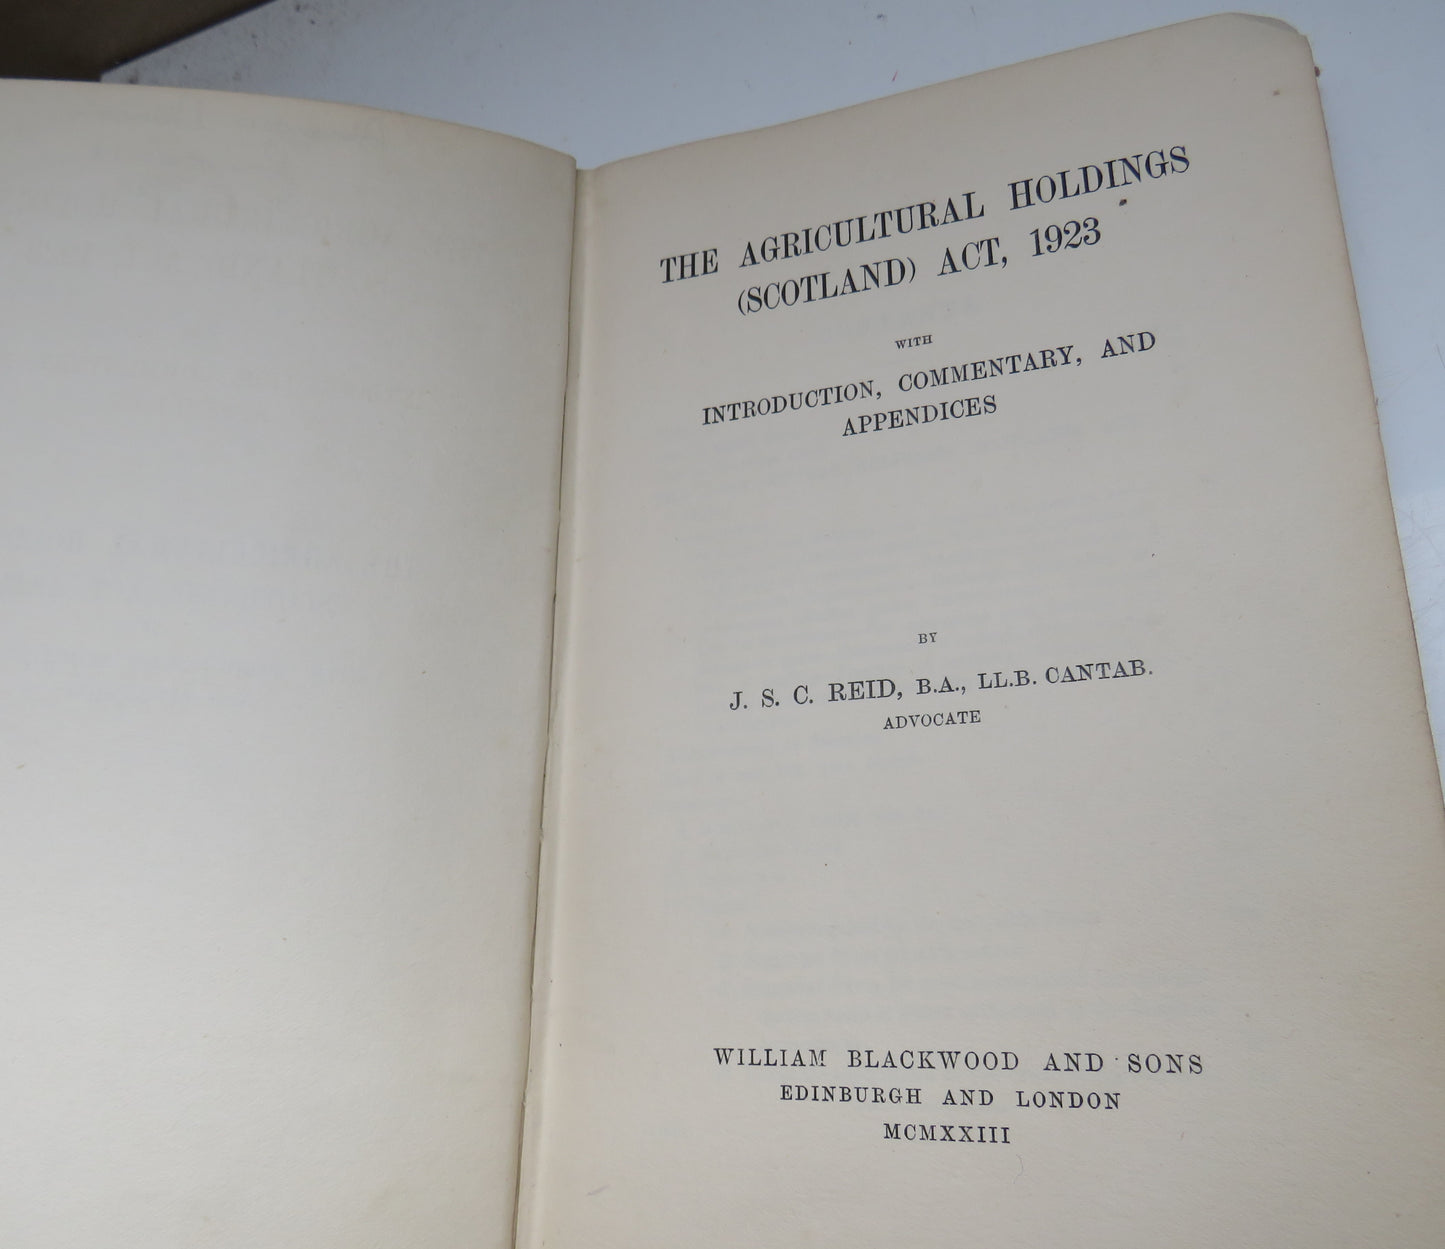 THE AGRICULTURAL HOLDINGS
(SCOTLAND) ACT, 1923
WITH
INTRODUCTION, COMMENTARY, AND
APPENDICES
BY
J. S. C. REID, B.A., LL.B. CANTAB.
ADVOCATE
WILLIAM BLACKWOOD AND SONS
EDINBURGH AND LONDON
MCMXXIII